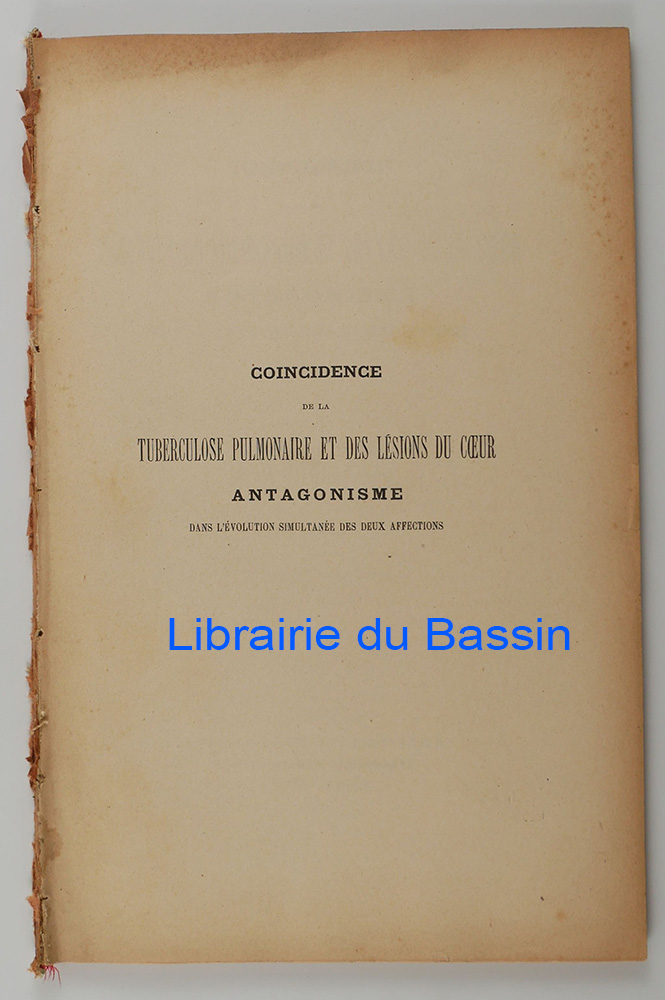 COINCIDENCE
DE LA
TUBERCULOSE PULMONAIRE ET DES LÉSIONS DU CŒUR
ANTAGONISME
DANS L'ÉVOLUTION SIMULTANÉE DES DEUX AFFECTIONS
Librairie du Bassin